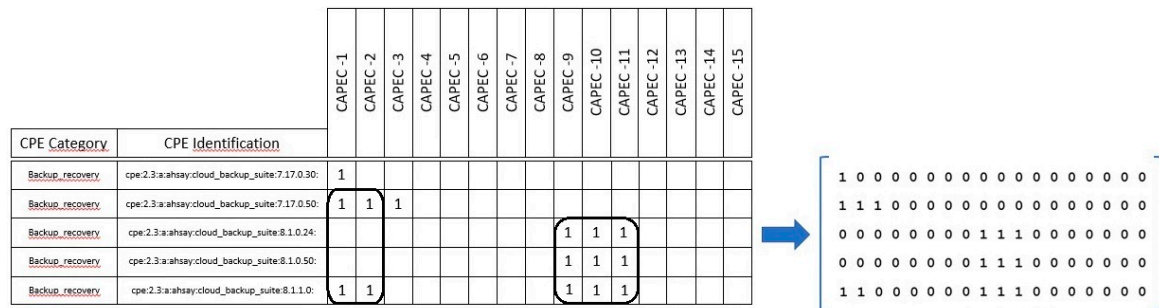 CAPEC -1 CAPEC -2 CAPEC -3 CAPEC -4 CAPEC -5 CAPEC -6 CAPEC -7 CAPEC -8 CAPEC -9 CAPEC -10 CAPEC -11 CAPEC -12 CAPEC -13 CAPEC -14 CAPEC -15
CPE Category CPE Identification
Backup_recovery cpe:2.3:a:ahsay:cloud_backup_suite:7.17.0.30: 1
Backup_recovery cpe:2.3:a:ahsay:cloud_backup_suite:7.17.0.50: 1 1 1
Backup_recovery cpe:2.3:a:ahsay:cloud_backup_suite:8.1.0.24: 1 1 1
Backup_recovery cpe:2.3:a:ahsay:cloud_backup_suite:8.1.0.50: 1 1 1
Backup_recovery cpe:2.3:a:ahsay:cloud_backup_suite:8.1.1.0: 1 1 1 1 1
1 0 0 0 0 0 0 0 0 0 0 0 0 0 0 0 0 0
1 1 1 0 0 0 0 0 0 0 0 0 0 0 0 0 0 0
0 0 0 0 0 0 0 0 1 1 1 0 0 0 0 0 0 0
0 0 0 0 0 0 0 0 1 1 1 0 0 0 0 0 0 0
1 1 0 0 0 0 0 0 1 1 1 0 0 0 0 0 0 0